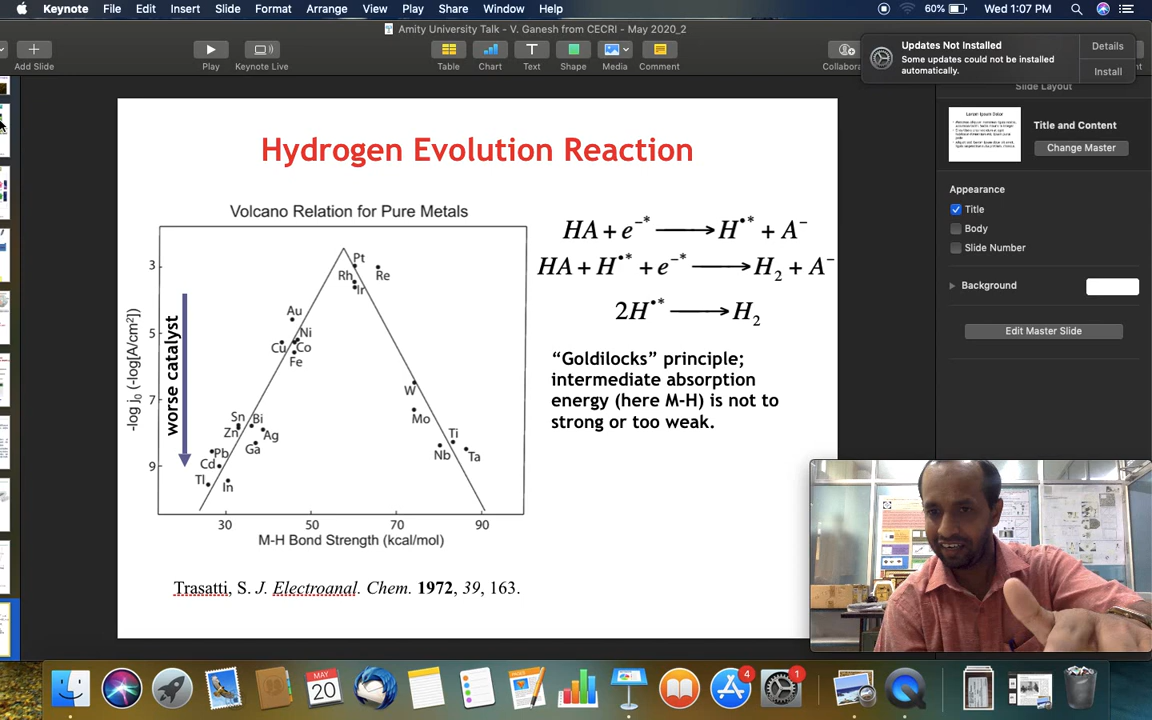 Keynote File Edit Insert Slide Format Arrange View Play Share Window Help 60% Wed 1:07 PM
Amity University Talk - V. Ganesh from CECRI - May 2020_2
Add Slide Play Keynote Live Table Chart Text Shape Media Comment Collabora
Updates Not Installed
Some updates could not be installed
automatically.
Details
Install
Slide Layout
Title and Content
Change Master
Appearance
Title
Body
Slide Number
Background
Edit Master Slide
Hydrogen Evolution Reaction
Volcano Relation for Pure Metals
-log j₀ (-log[A/cm²])
worse catalyst
3
5
7
9
Pt
Rh Re
Ir
Au
Ni
Cu Co
Fe
W
Mo
Sn Bi
Zn Ag
Ga
Ti
Nb Ta
Pb
Cd
Tl In
30 50 70 90
M-H Bond Strength (kcal/mol)
HA + e⁻* ⟶ H•* + A⁻
HA + H•* + e⁻* ⟶ H₂ + A⁻
2H•* ⟶ H₂
“Goldilocks” principle;
intermediate absorption
energy (here M-H) is not to
strong or too weak.
Trasatti, S. J. Electroanal. Chem. 1972, 39, 163.
MAY
20
4
1